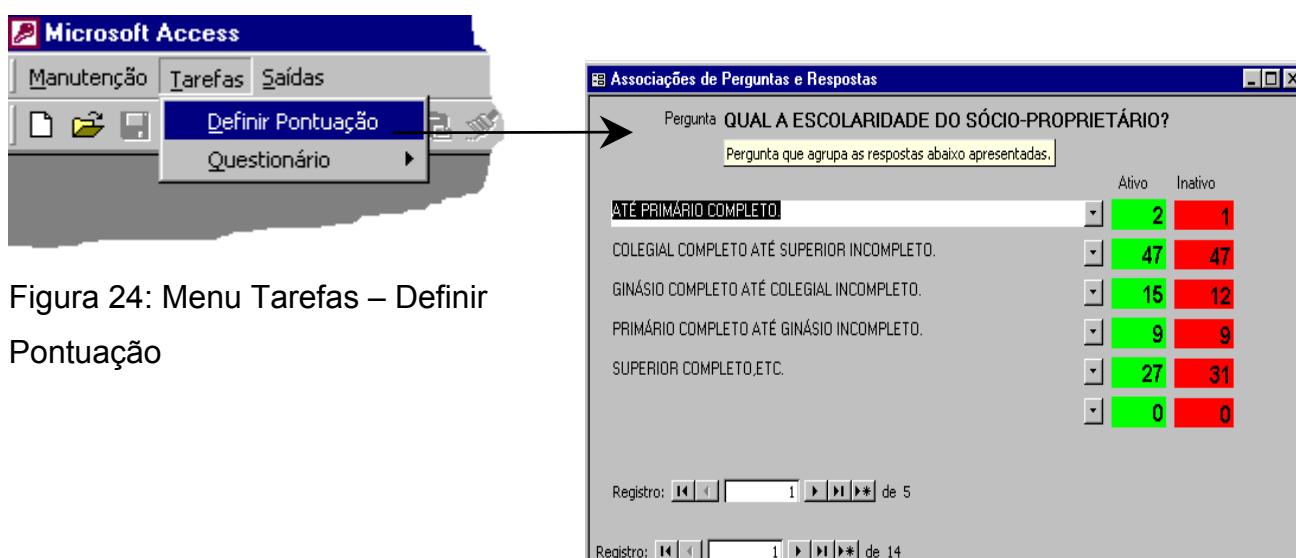 Microsoft Access
Manutenção Tarefas Saídas
Definir Pontuação
Questionário
Figura 24: Menu Tarefas – Definir
Pontuação
Associações de Perguntas e Respostas
Pergunta QUAL A ESCOLARIDADE DO SÓCIO-PROPRIETÁRIO?
Pergunta que agrupa as respostas abaixo apresentadas.
Ativo Inativo
ATÉ PRIMÁRIO COMPLETO. 2 1
COLEGIAL COMPLETO ATÉ SUPERIOR INCOMPLETO. 47 47
GINÁSIO COMPLETO ATÉ COLEGIAL INCOMPLETO. 15 12
PRIMÁRIO COMPLETO ATÉ GINÁSIO INCOMPLETO. 9 9
SUPERIOR COMPLETO,ETC. 27 31
0 0
Registro: 1 de 5
Registro: 1 de 14